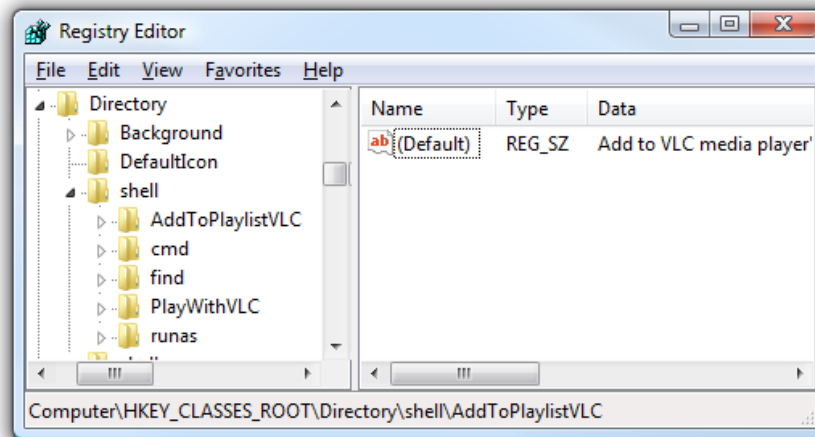 Registry Editor
File Edit View Favorites Help
Directory
Background
DefaultIcon
shell
AddToPlaylistVLC
cmd
find
PlayWithVLC
runas
Name Type Data
ab (Default) REG_SZ Add to VLC media player'
Computer\HKEY_CLASSES_ROOT\Directory\shell\AddToPlaylistVLC